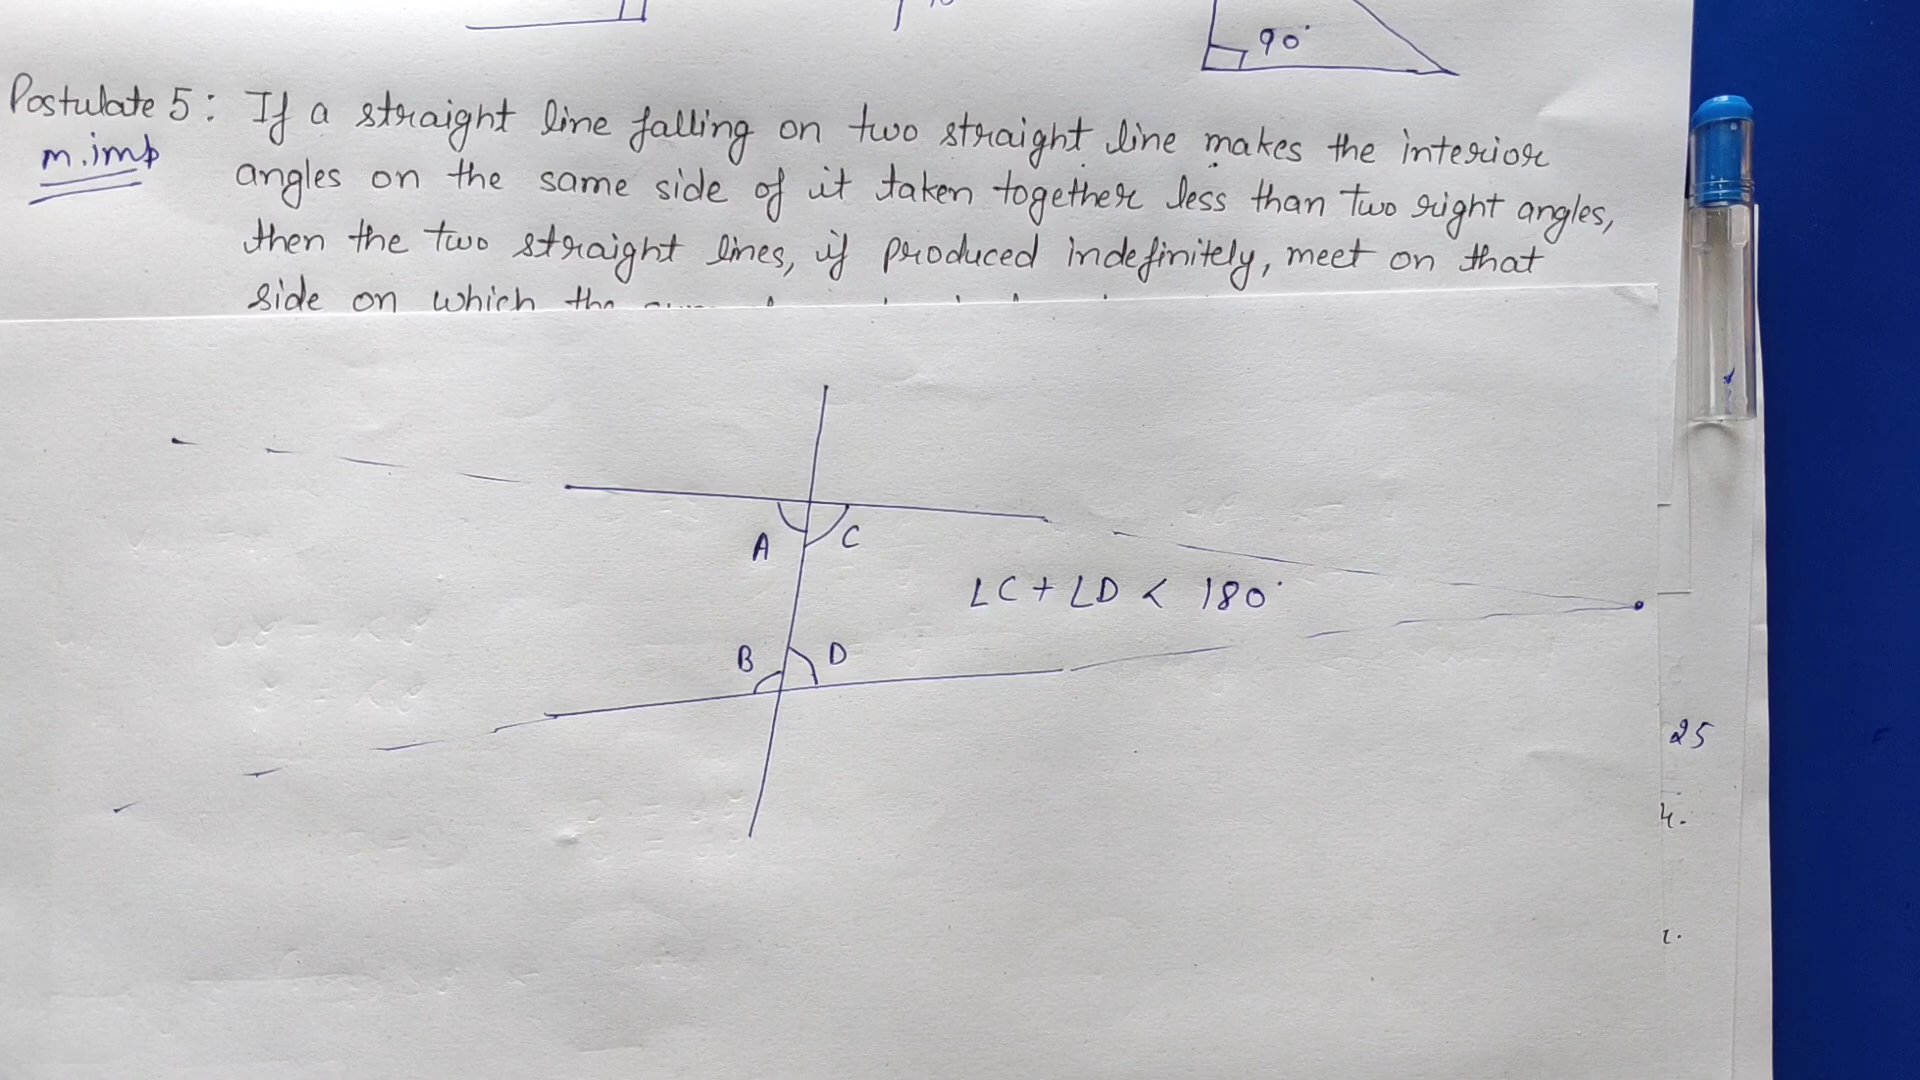 90°
Postulate 5: If a straight line falling on two straight line makes the interior
m.imp
angles on the same side of it taken together less than two right angles,
then the two straight lines, if produced indefinitely, meet on that
side on which the
A C
∠C + ∠D < 180°
B D
25
4.